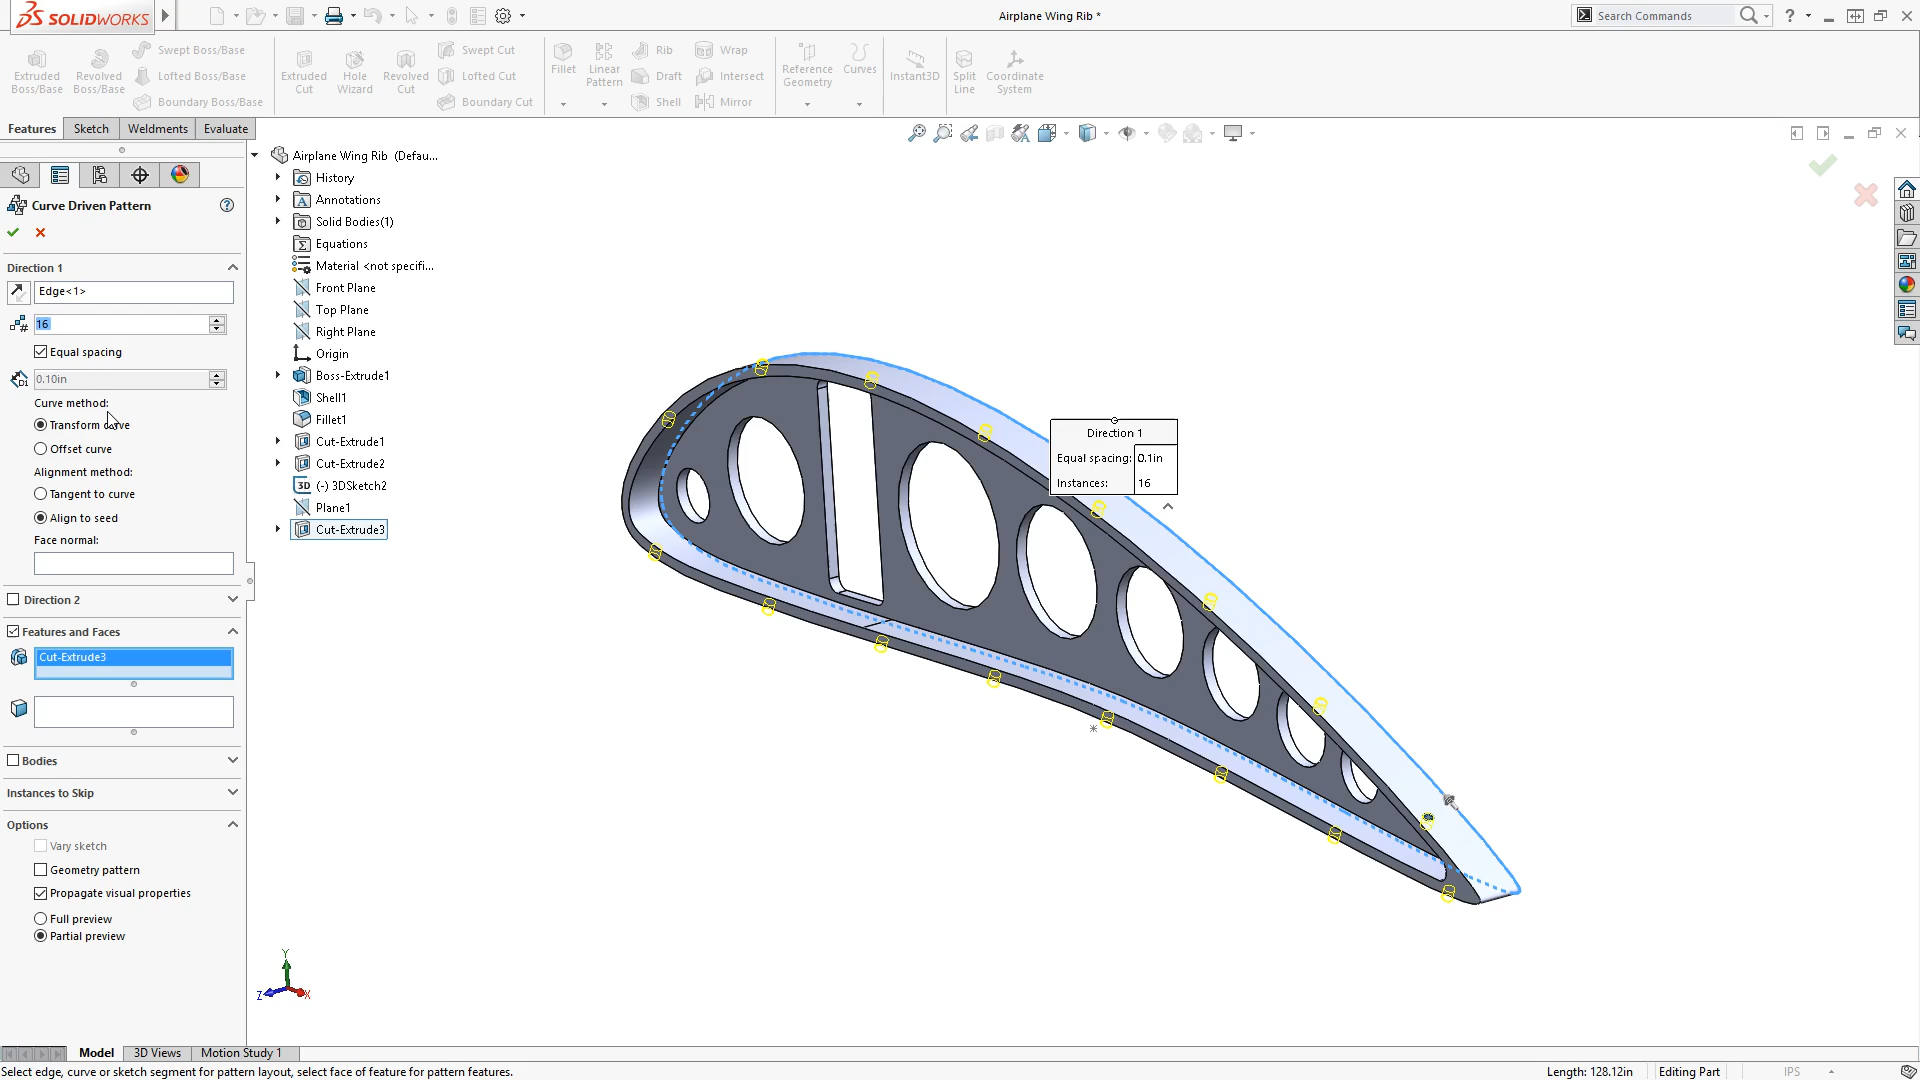 SOLIDWORKS
Airplane Wing Rib *
Search Commands
?
Extruded Boss/Base
Revolved Boss/Base
Swept Boss/Base
Lofted Boss/Base
Boundary Boss/Base
Extruded Cut
Hole Wizard
Revolved Cut
Swept Cut
Lofted Cut
Boundary Cut
Fillet
Linear Pattern
Rib
Draft
Shell
Wrap
Intersect
Mirror
Reference Geometry
Curves
Instant3D
Split Line
Coordinate System
Features
Sketch
Weldments
Evaluate
Curve Driven Pattern
?
Direction 1
Edge<1>
16
Equal spacing
0.10in
Curve method:
Transform curve
Offset curve
Alignment method:
Tangent to curve
Align to seed
Face normal:
Direction 2
Features and Faces
Cut-Extrude3
Bodies
Instances to Skip
Options
Vary sketch
Geometry pattern
Propagate visual properties
Full preview
Partial preview
Airplane Wing Rib (Defau...
History
Annotations
Solid Bodies(1)
Equations
Material <not specifi...
Front Plane
Top Plane
Right Plane
Origin
Boss-Extrude1
Shell1
Fillet1
Cut-Extrude1
Cut-Extrude2
3D (-) 3DSketch2
Plane1
Cut-Extrude3
Direction 1
Equal spacing: 0.1in
Instances: 16
Y
Z
X
Model
3D Views
Motion Study 1
Select edge, curve or sketch segment for pattern layout, select face of feature for pattern features.
Length: 128.12in
Editing Part
IPS